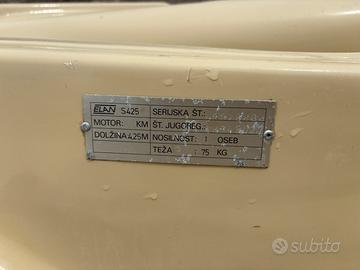 ELAN S425 SERIJSKA ŠT.:
MOTOR: KM ŠT. JUGOREG.:
DOLŽINA:4,25M NOSILNOST: 1 OSEB
TEŽA : 75 KG
subito